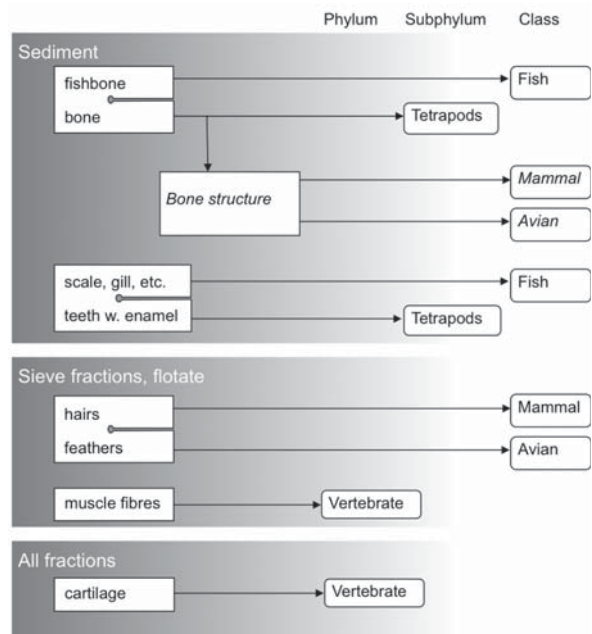 Phylum Subphylum Class
Sediment
fishbone Fish
bone Tetrapods
Mammal
Bone structure
Avian
scale, gill, etc. Fish
teeth w. enamel Tetrapods
Sieve fractions, flotate
hairs Mammal
feathers Avian
muscle fibres Vertebrate
All fractions
cartilage Vertebrate